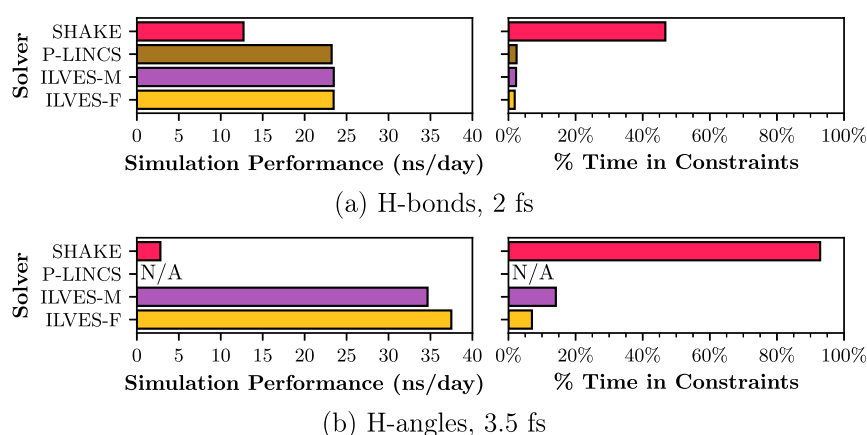 Solver
SHAKE
P-LINCS
ILVES-M
ILVES-F
0 5 10 15 20 25 30 35 40
Simulation Performance (ns/day)
0% 20% 40% 60% 80% 100%
% Time in Constraints
(a) H-bonds, 2 fs
Solver
SHAKE
P-LINCS N/A N/A
ILVES-M
ILVES-F
0 5 10 15 20 25 30 35 40
Simulation Performance (ns/day)
0% 20% 40% 60% 80% 100%
% Time in Constraints
(b) H-angles, 3.5 fs